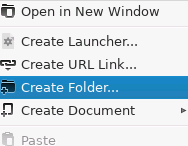 Open in New Window
Create Launcher...
Create URL Link...
Create Folder...
Create Document
Paste